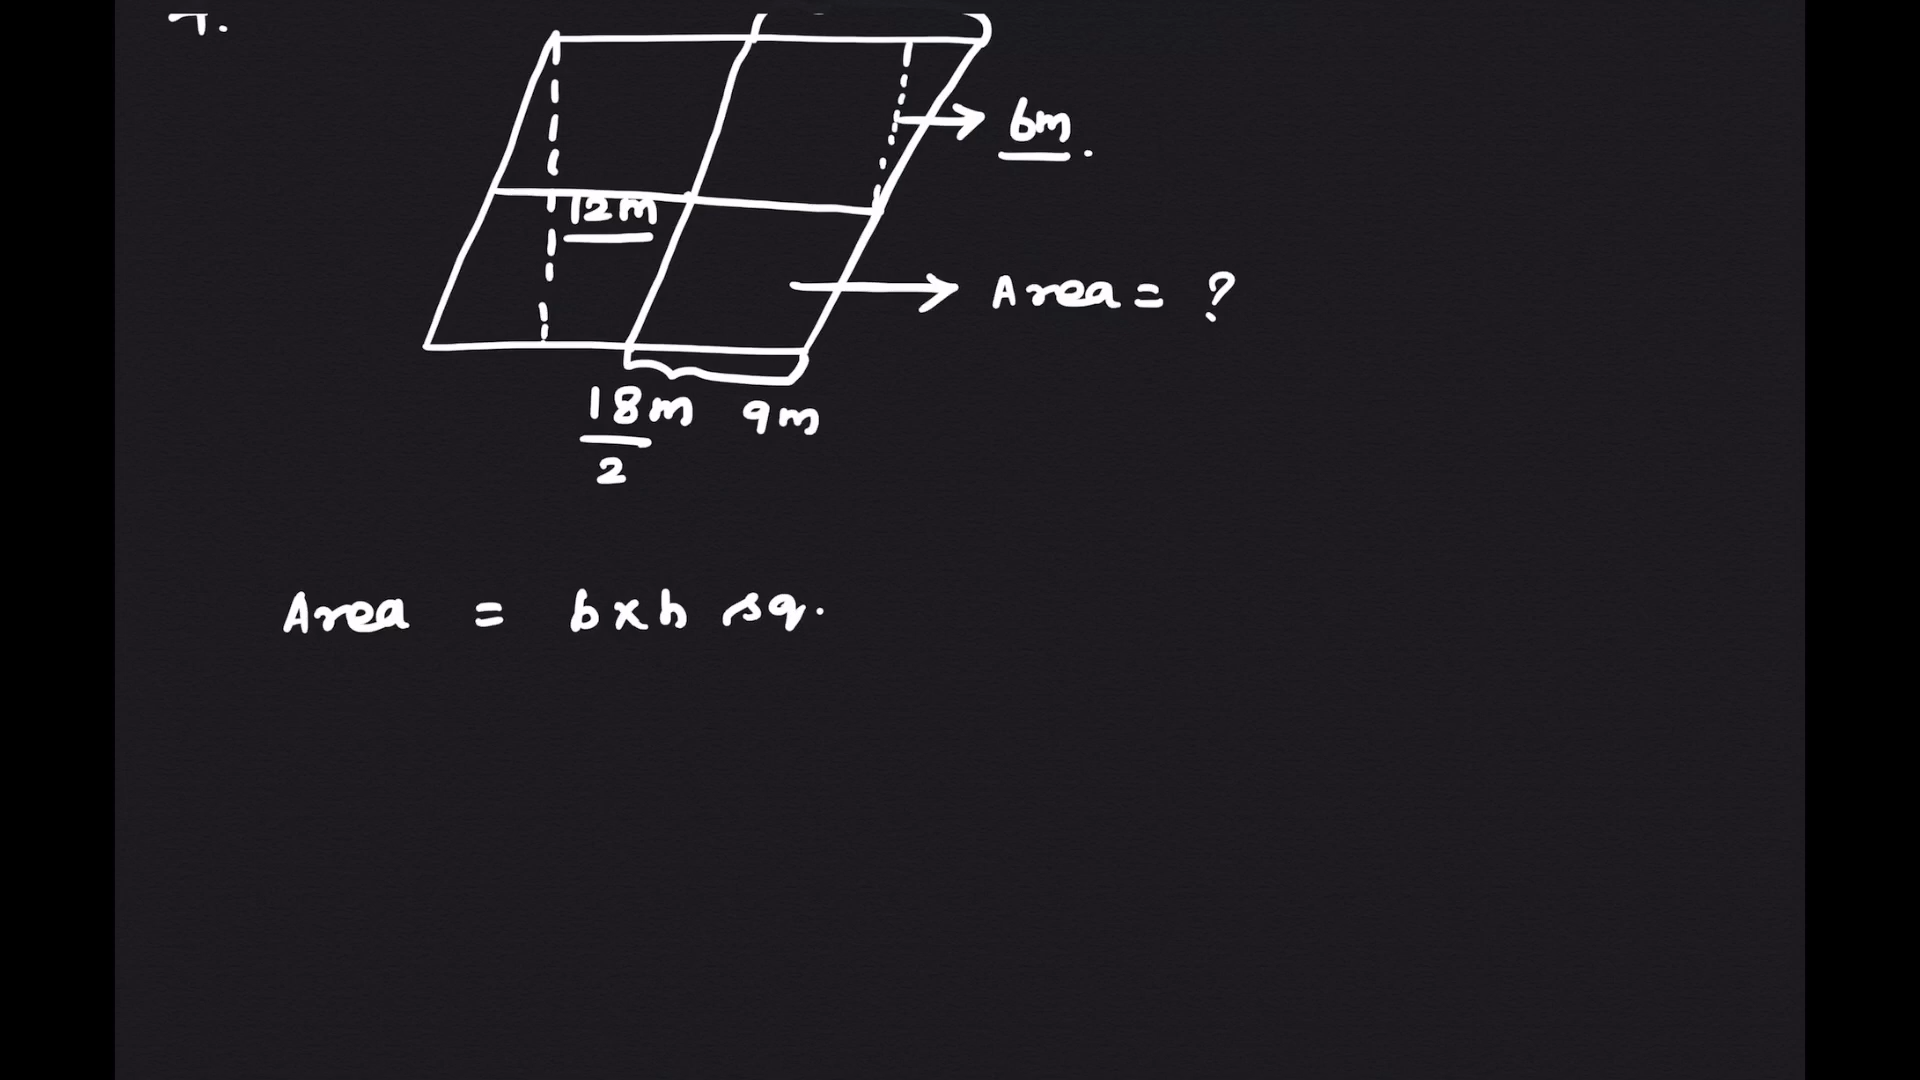 6m.
12m
Area = ?
18m 9m
2
Area = b×h sq.